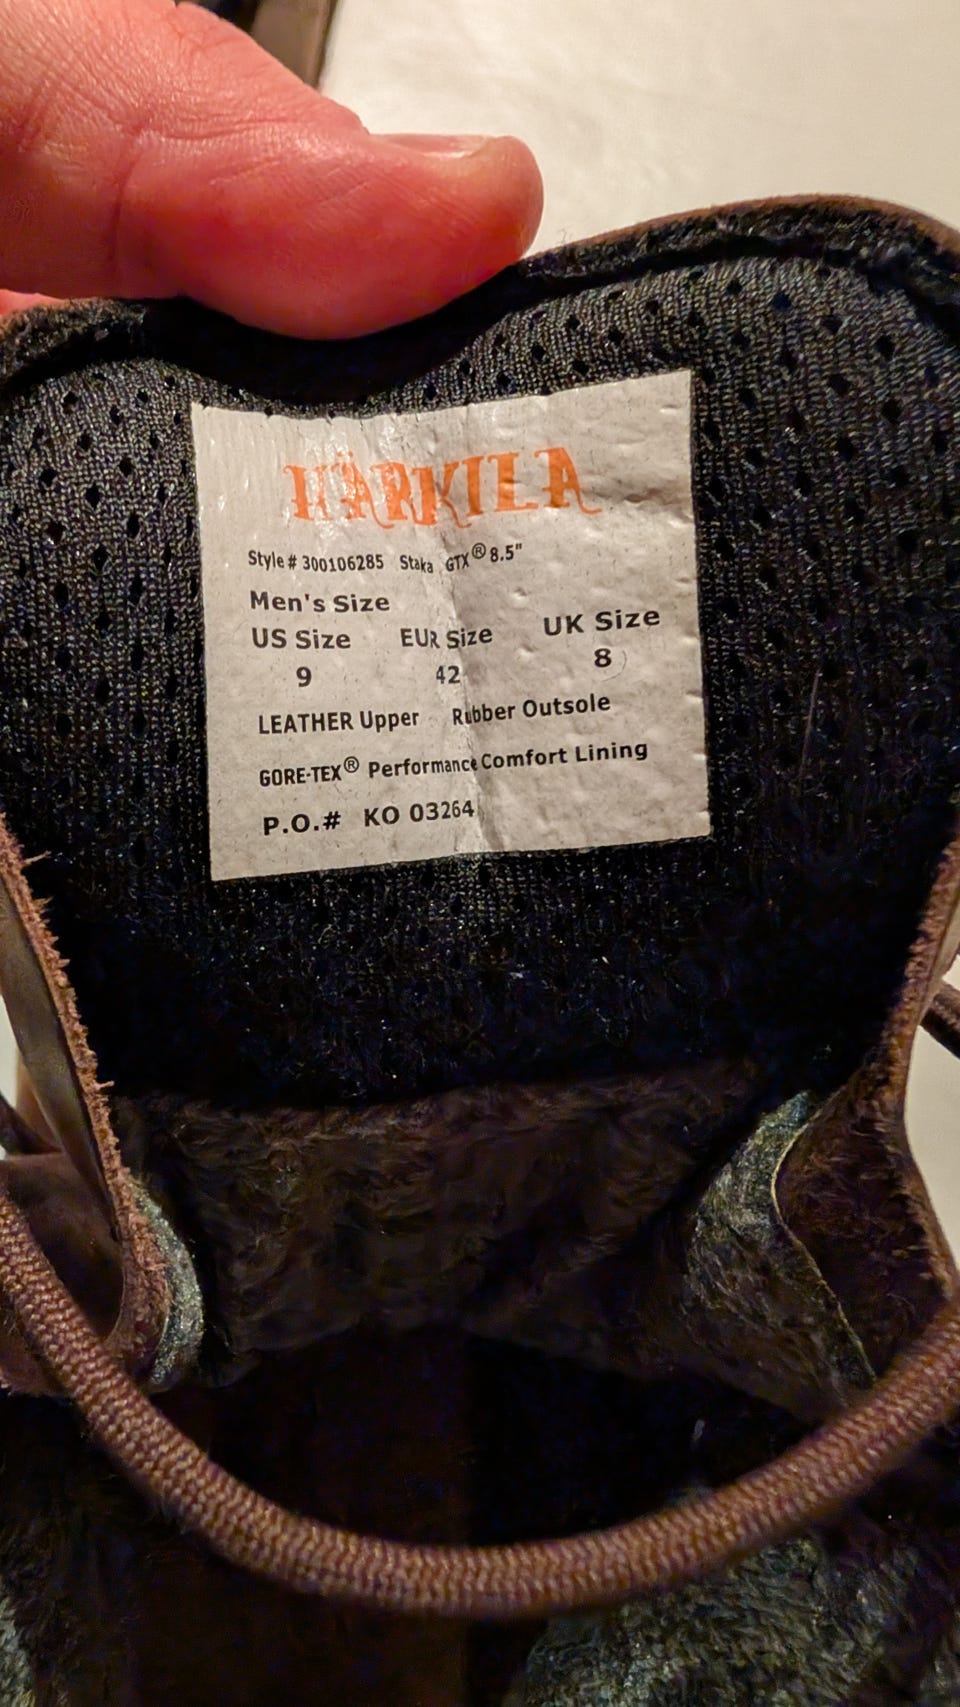 HÄRKILA
Style # 300106285 Staka GTX® 8.5"
Men's Size
US Size EUR Size UK Size
9 42 8
LEATHER Upper Rubber Outsole
GORE-TEX® Performance Comfort Lining
P.O.# KO 03264